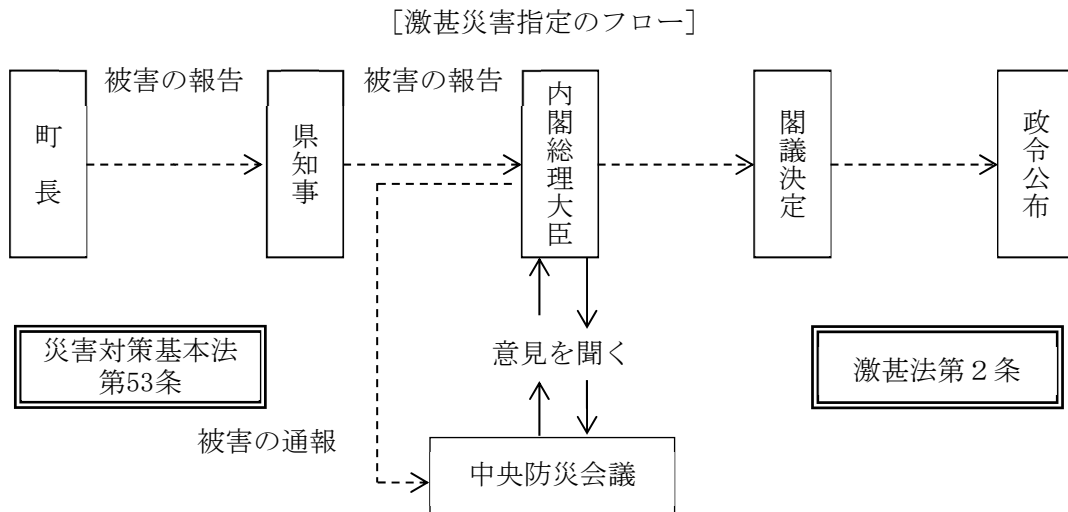 [激甚災害指定のフロー]
被害の報告
被害の報告
町長
県知事
内閣総理大臣
閣議決定
政令公布
災害対策基本法
第53条
意見を聞く
激甚法第２条
被害の通報
中央防災会議